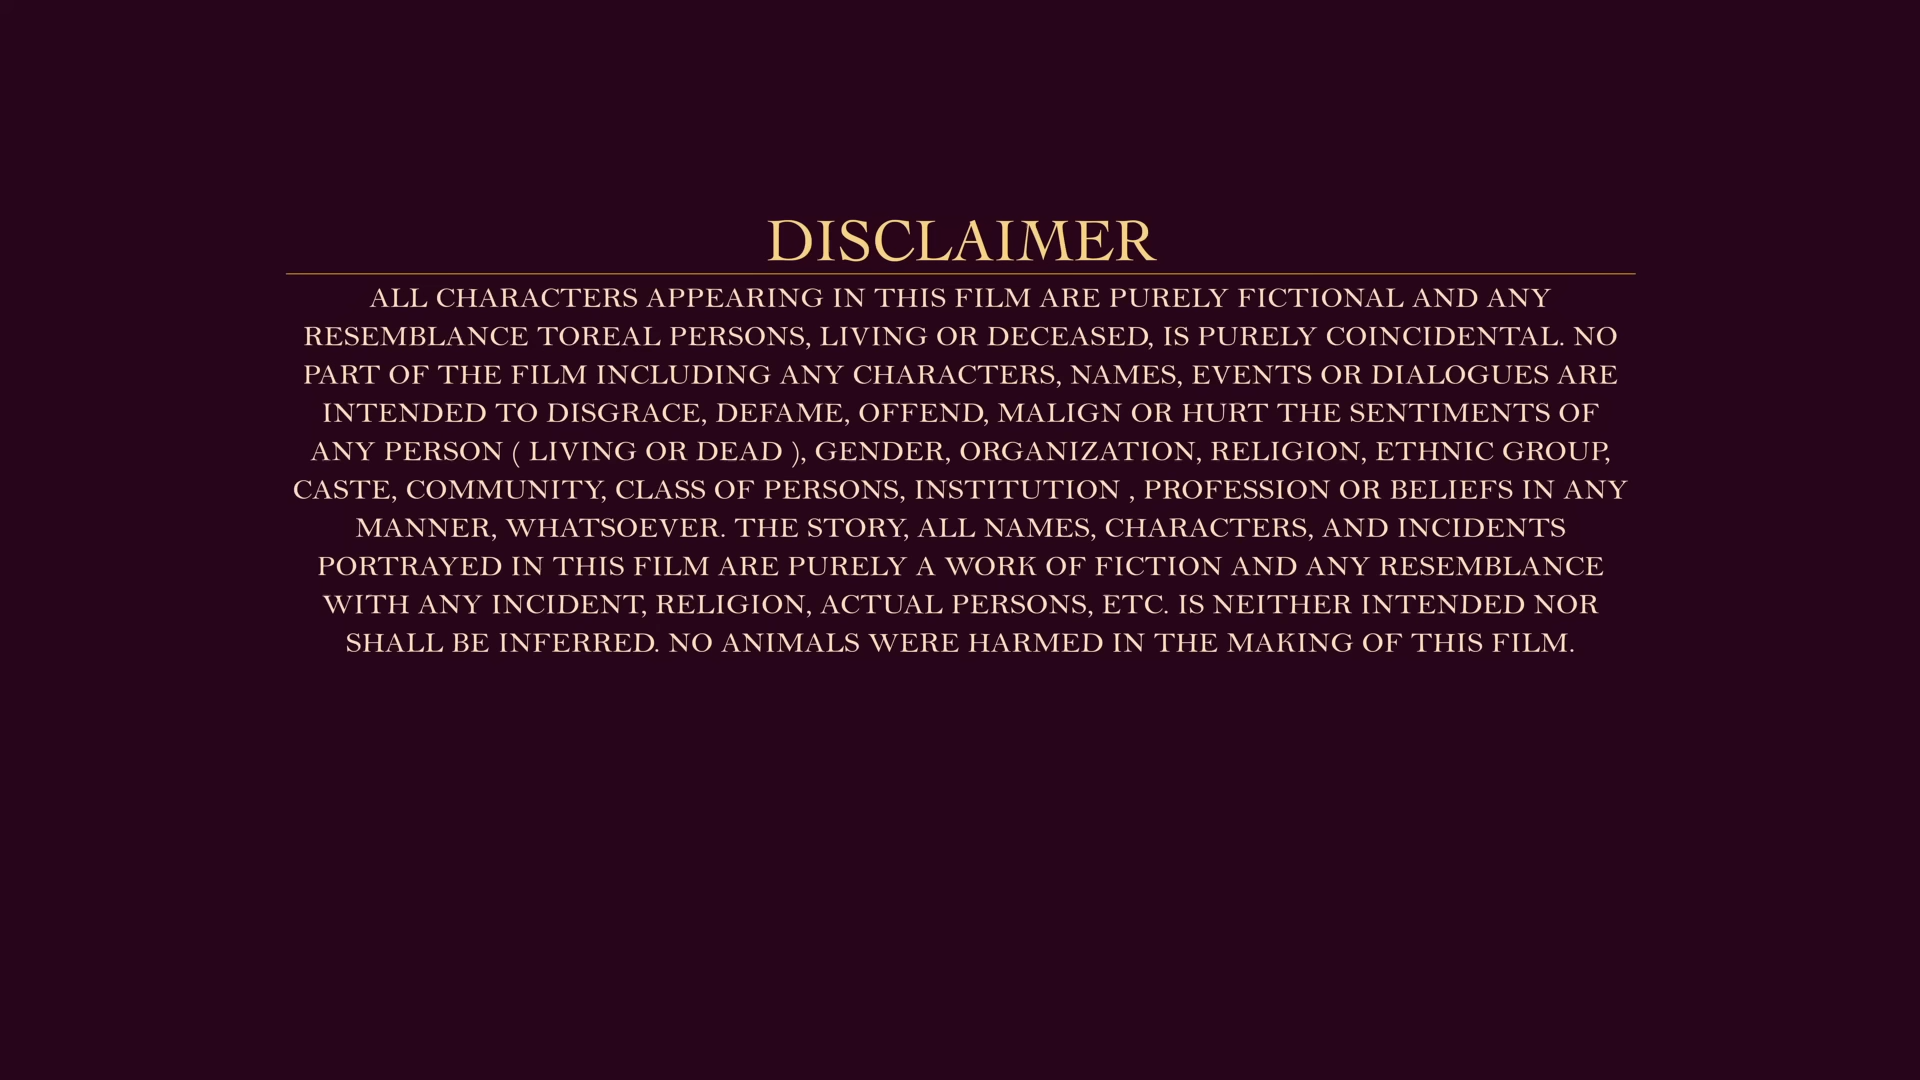 DISCLAIMER
ALL CHARACTERS APPEARING IN THIS FILM ARE PURELY FICTIONAL AND ANY
RESEMBLANCE TOREAL PERSONS, LIVING OR DECEASED, IS PURELY COINCIDENTAL. NO
PART OF THE FILM INCLUDING ANY CHARACTERS, NAMES, EVENTS OR DIALOGUES ARE
INTENDED TO DISGRACE, DEFAME, OFFEND, MALIGN OR HURT THE SENTIMENTS OF
ANY PERSON ( LIVING OR DEAD ), GENDER, ORGANIZATION, RELIGION, ETHNIC GROUP,
CASTE, COMMUNITY, CLASS OF PERSONS, INSTITUTION , PROFESSION OR BELIEFS IN ANY
MANNER, WHATSOEVER. THE STORY, ALL NAMES, CHARACTERS, AND INCIDENTS
PORTRAYED IN THIS FILM ARE PURELY A WORK OF FICTION AND ANY RESEMBLANCE
WITH ANY INCIDENT, RELIGION, ACTUAL PERSONS, ETC. IS NEITHER INTENDED NOR
SHALL BE INFERRED. NO ANIMALS WERE HARMED IN THE MAKING OF THIS FILM.